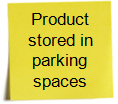 Product
stored in
parking
spaces